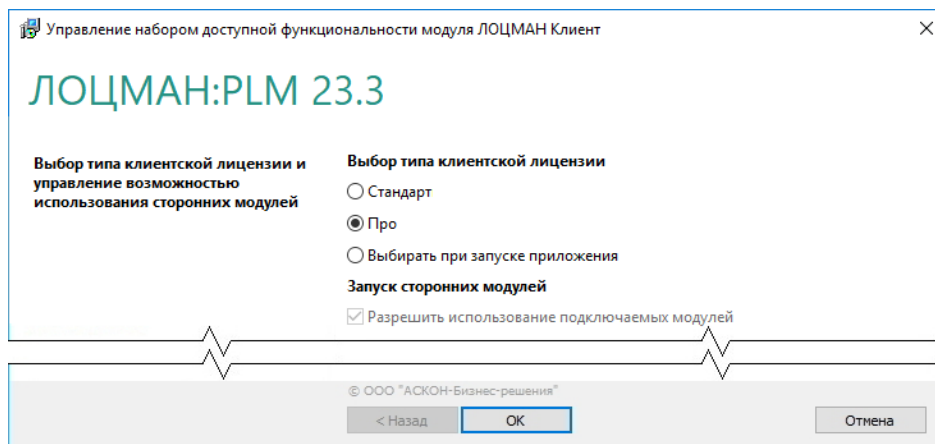 Управление набором доступной функциональности модуля ЛОЦМАН Клиент
ЛОЦМАН:PLM 23.3
Выбор типа клиентской лицензии и
управление возможностью
использования сторонних модулей
Выбор типа клиентской лицензии
Стандарт
Про
Выбирать при запуске приложения
Запуск сторонних модулей
Разрешить использование подключаемых модулей
© ООО "АСКОН-Бизнес-решения"
< Назад
ОК
Отмена